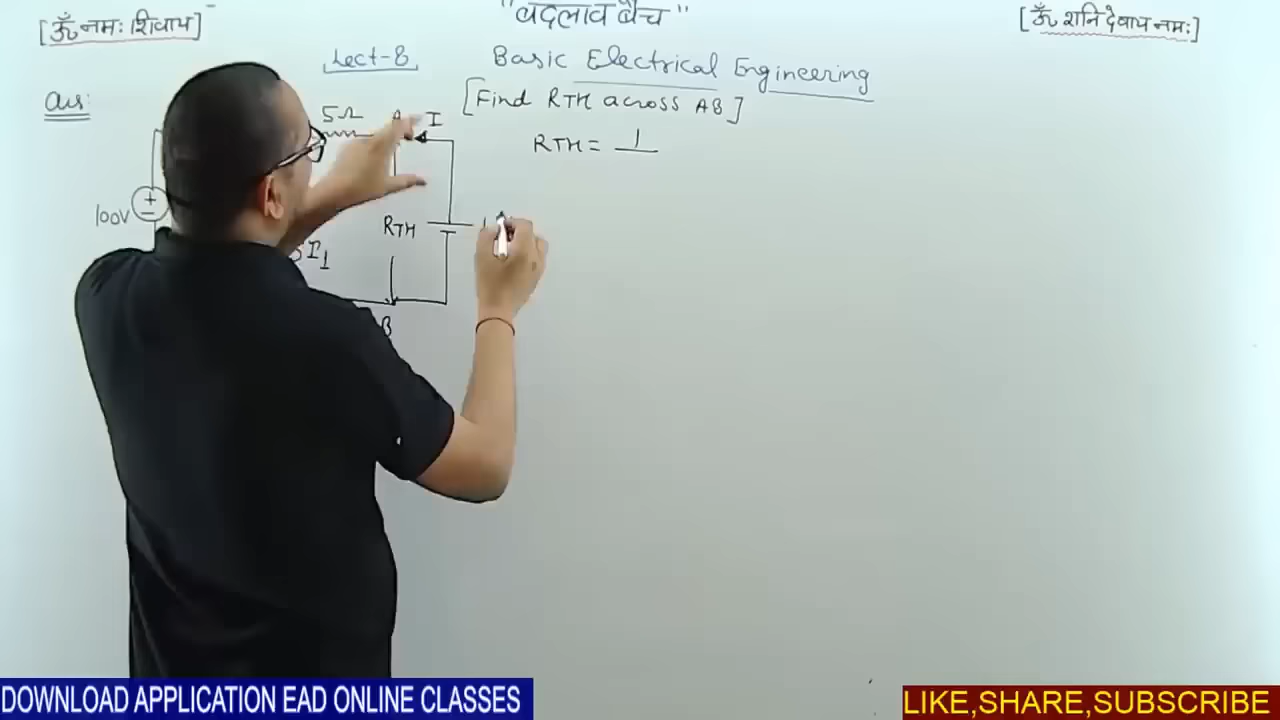 "बदलाव बैच"
[ॐ नमः शिवाय]
[ॐ शनि देवाय नमः]
Lect-8
Basic Electrical Engineering
Ans:
[Find RTH across AB]
5Ω
I
RTH = 1
100V
RTH
I1
B
DOWNLOAD APPLICATION EAD ONLINE CLASSES
LIKE,SHARE,SUBSCRIBE